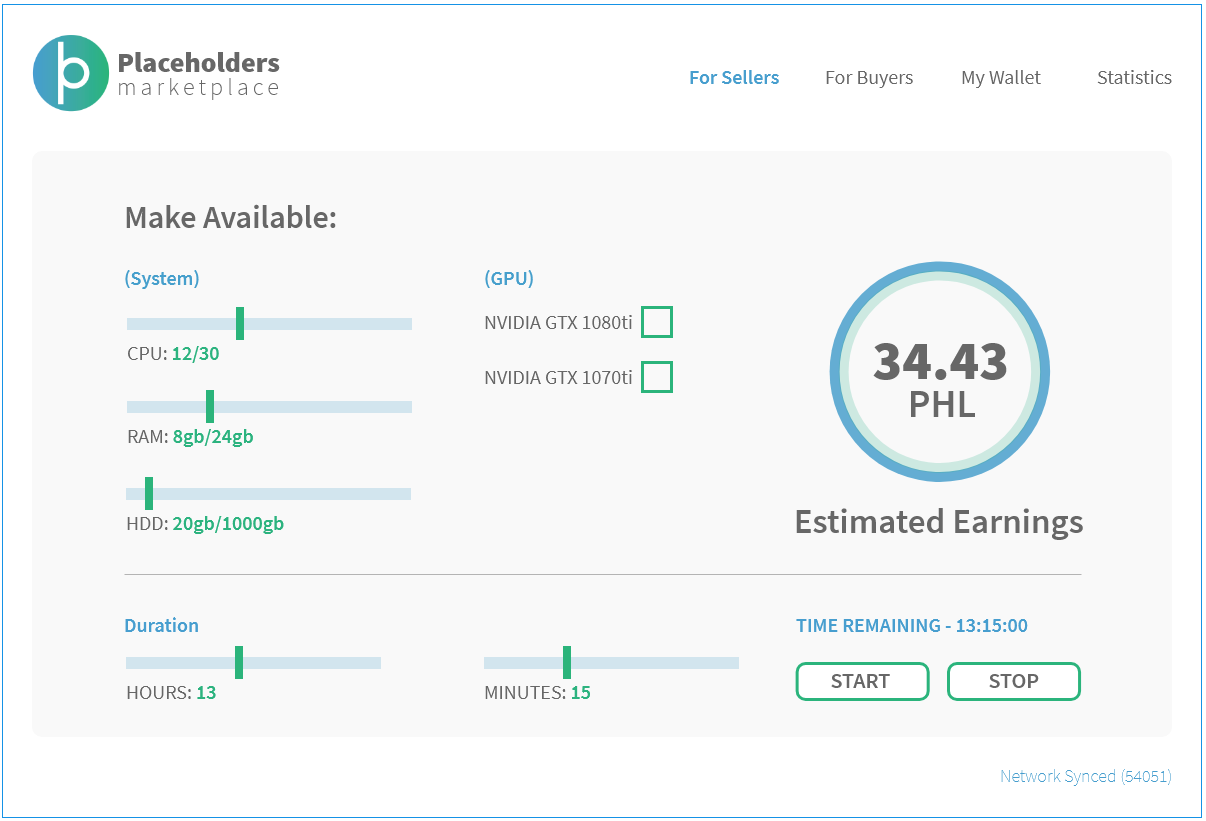 Placeholders
marketplace
For Sellers
For Buyers
My Wallet
Statistics
Make Available:
(System)
CPU: 12/30
RAM: 8gb/24gb
HDD: 20gb/1000gb
(GPU)
NVIDIA GTX 1080ti
NVIDIA GTX 1070ti
34.43
PHL
Estimated Earnings
Duration
HOURS: 13
MINUTES: 15
TIME REMAINING - 13:15:00
START
STOP
Network Synced (54051)